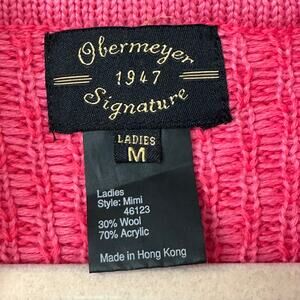 Obermeyer
1947
Signature
LADIES
M
Ladies
Style: Mimi
46123
30% Wool
70% Acrylic
Made in Hong Kong